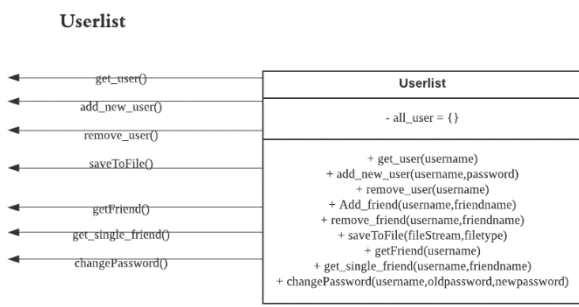 Userlist
get_user()
add_new_user()
remove_user()
saveToFile()
getFriend()
get_single_friend()
changePassword()
Userlist
- all_user = {}
+ get_user(username)
+ add_new_user(username,password)
+ remove_user(username)
+ Add_friend(username,friendname)
+ remove_friend(username,friendname)
+ saveToFile(fileStream,filetype)
+ getFriend(username)
+ get_single_friend(username,friendname)
+ changePassword(username,oldpassword,newpassword)